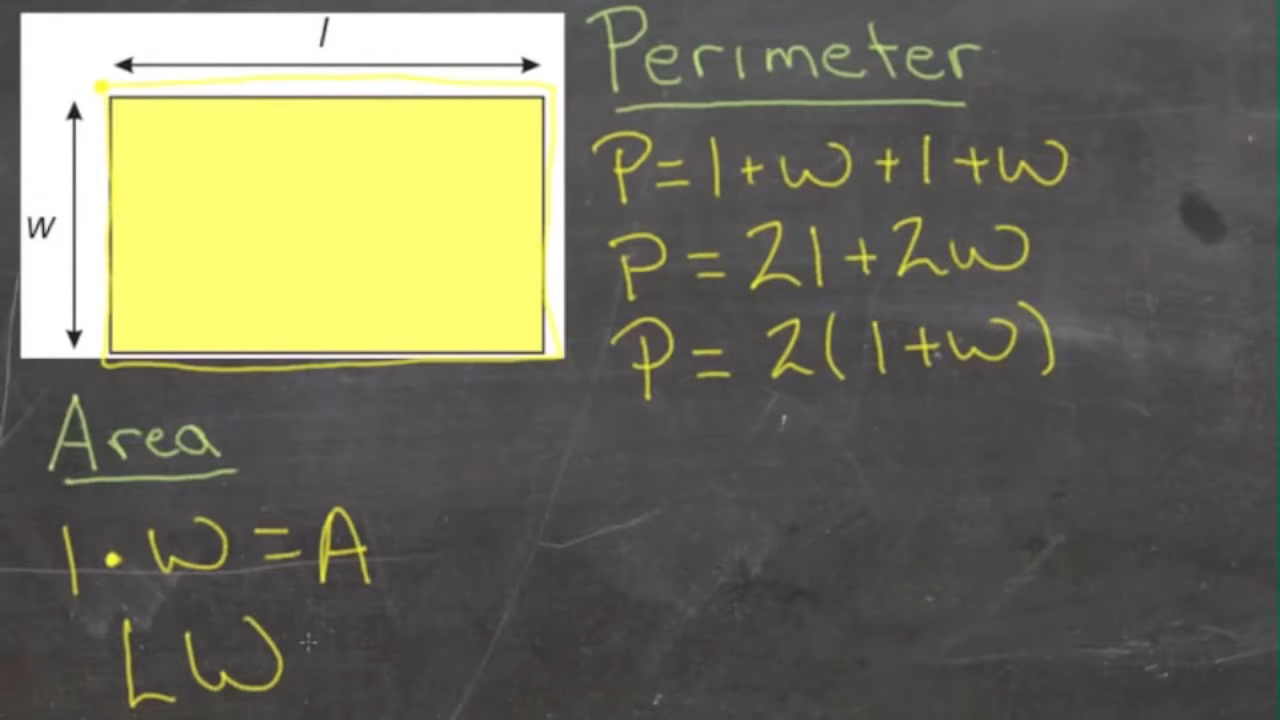 l
w
Perimeter
P=l+w+l+w
P=2l+2w
P=2(l+w)
Area
l·w=A
LW